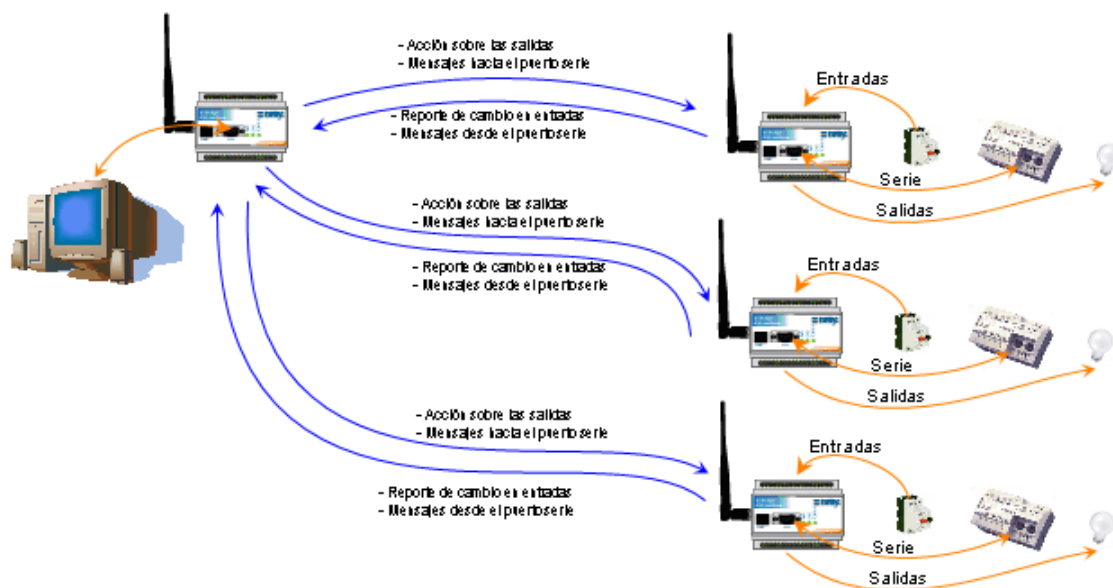 - Acción sobre las salidas
- Mensajes hacia el puerto serie
- Reporte de cambio en entradas
- Mensajes desde el puerto serie
Entradas
Serie
Salidas
- Acción sobre las salidas
- Mensajes hacia el puerto serie
- Reporte de cambio en entradas
- Mensajes desde el puerto serie
Entradas
Serie
Salidas
- Acción sobre las salidas
- Mensajes hacia el puerto serie
- Reporte de cambio en entradas
- Mensajes desde el puerto serie
Entradas
Serie
Salidas